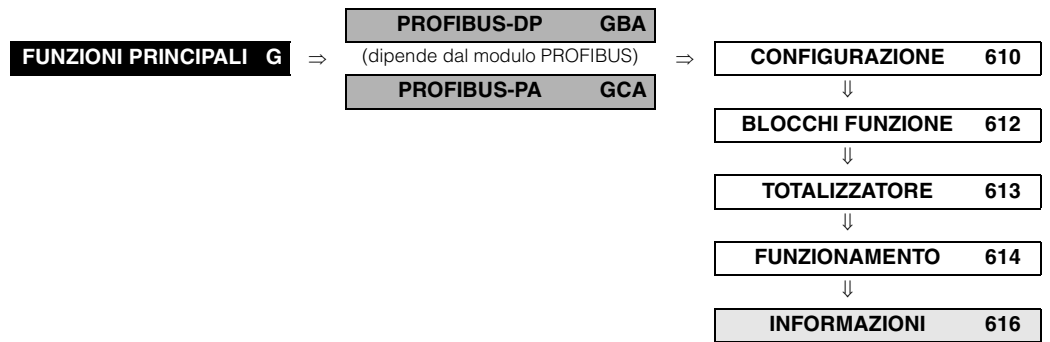 PROFIBUS-DP GBA
FUNZIONI PRINCIPALI G ⇒ (dipende dal modulo PROFIBUS) ⇒ CONFIGURAZIONE 610
PROFIBUS-PA GCA
⇓
BLOCCHI FUNZIONE 612
⇓
TOTALIZZATORE 613
⇓
FUNZIONAMENTO 614
⇓
INFORMAZIONI 616